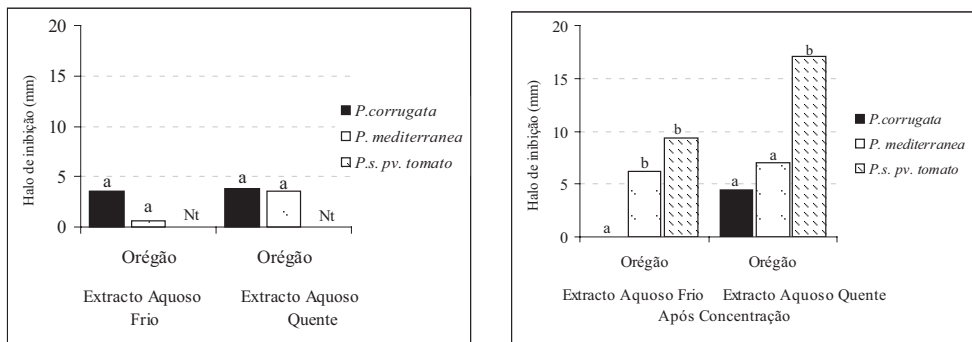 20
15
10
5
0
Halo de inibição (mm)
a
a
Nt
a
a
Nt
Orégão
Orégão
Extracto Aquoso
Frio
Extracto Aquoso
Quente
P.corrugata
P. mediterranea
P.s. pv. tomato
20
15
10
5
0
Halo de inibição (mm)
a
b
b
a
a
b
Orégão
Orégão
Extracto Aquoso Frio
Extracto Aquoso Quente
Após Concentração
P. corrugata
P. mediterranea
P.s. pv. tomato